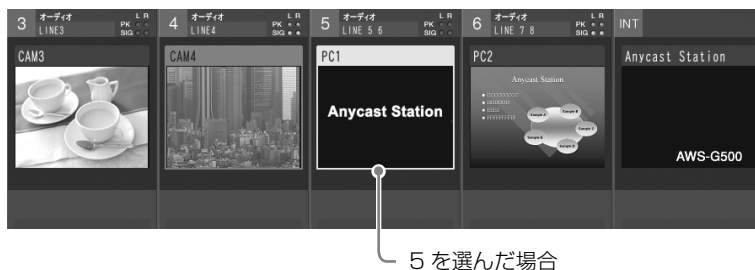 3 オーディオ LINE3 L R PK SIG
4 オーディオ LINE4 L R PK SIG
5 オーディオ LINE 5 6 L R PK SIG
6 オーディオ LINE 7 8 L R PK SIG
INT
CAM3
CAM4
PC1
PC2
Anycast Station
Anycast Station
Anycast Station
Sample A
Sample B
AWS-G500
5 を選んだ場合